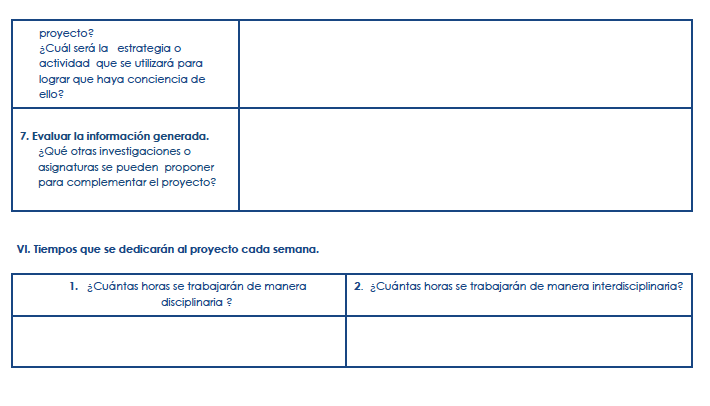 proyecto?
¿Cuál será la estrategia o
actividad que se utilizará para
lograr que haya conciencia de
ello?
7. Evaluar la información generada.
¿Qué otras investigaciones o
asignaturas se pueden proponer
para complementar el proyecto?
VI. Tiempos que se dedicarán al proyecto cada semana.
1. ¿Cuántas horas se trabajarán de manera
disciplinaria ?
2. ¿Cuántas horas se trabajarán de manera interdisciplinaria?